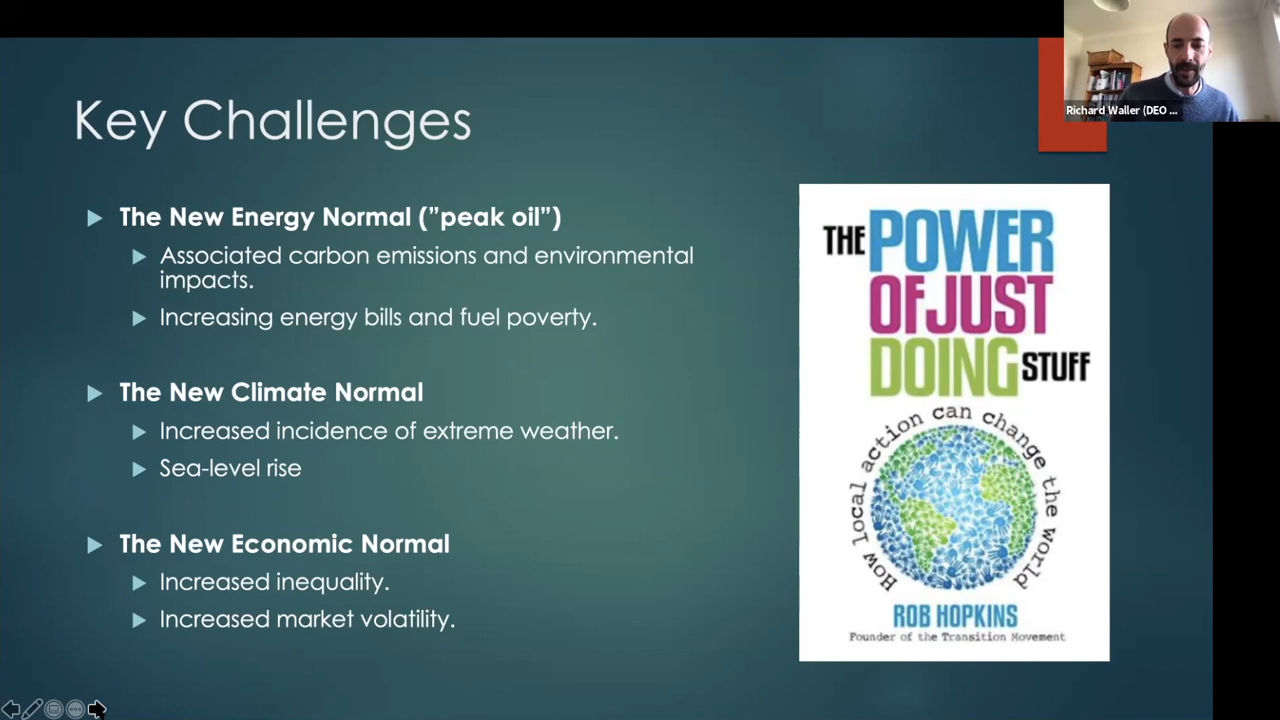 Richard Waller (DEO ...
Key Challenges
The New Energy Normal (”peak oil”)
Associated carbon emissions and environmental
impacts.
Increasing energy bills and fuel poverty.
The New Climate Normal
Increased incidence of extreme weather.
Sea-level rise
The New Economic Normal
Increased inequality.
Increased market volatility.
THE POWER
OF JUST
DOING STUFF
How local action can change the world
ROB HOPKINS
Founder of the Transition Movement